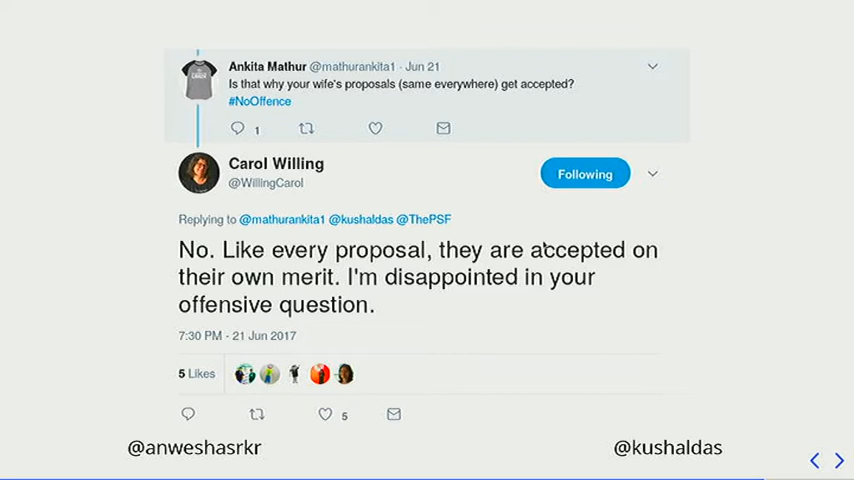 Ankita Mathur @mathurankita1 · Jun 21
Is that why your wife's proposals (same everywhere) get accepted?
#NoOffence
1
Carol Willing
@WillingCarol
Following
Replying to @mathurankita1 @kushaldas @ThePSF
No. Like every proposal, they are accepted on
their own merit. I'm disappointed in your
offensive question.
7:30 PM - 21 Jun 2017
5 Likes
5
@anweshasrkr
@kushaldas